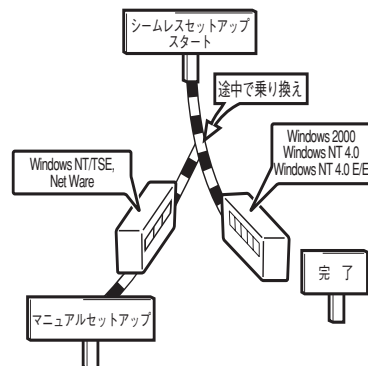 シームレスセットアップ
スタート
途中で乗り換え
Windows NT/TSE,
Net Ware
Windows 2000
Windows NT 4.0
Windows NT 4.0 E/E
完 了
マニュアルセットアップ